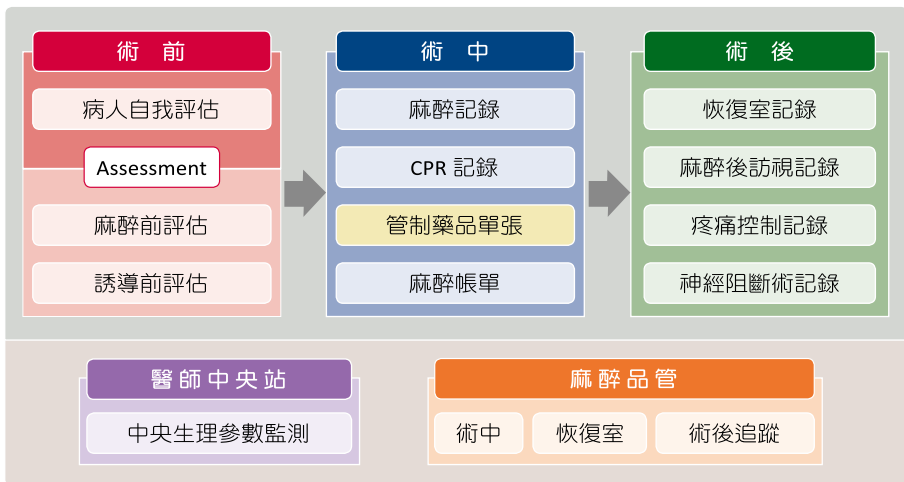 術 前
病人自我評估
Assessment
麻醉前評估
誘導前評估
術 中
麻醉記錄
CPR 記錄
管制藥品單張
麻醉帳單
術 後
恢復室記錄
麻醉後訪視記錄
疼痛控制記錄
神經阻斷術記錄
醫師中央站
中央生理參數監測
麻醉品管
術中
恢復室
術後追蹤